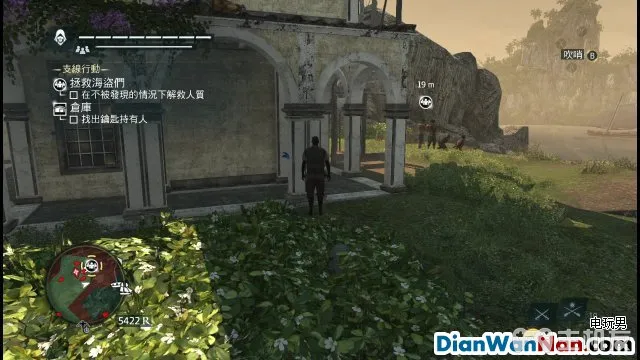 支線行動
拯救海盜們
在不被發現的情況下解救人質
倉庫
找出鑰匙持有人
吹哨 B
19 m
5422 R
电玩男
DianWanNan.com